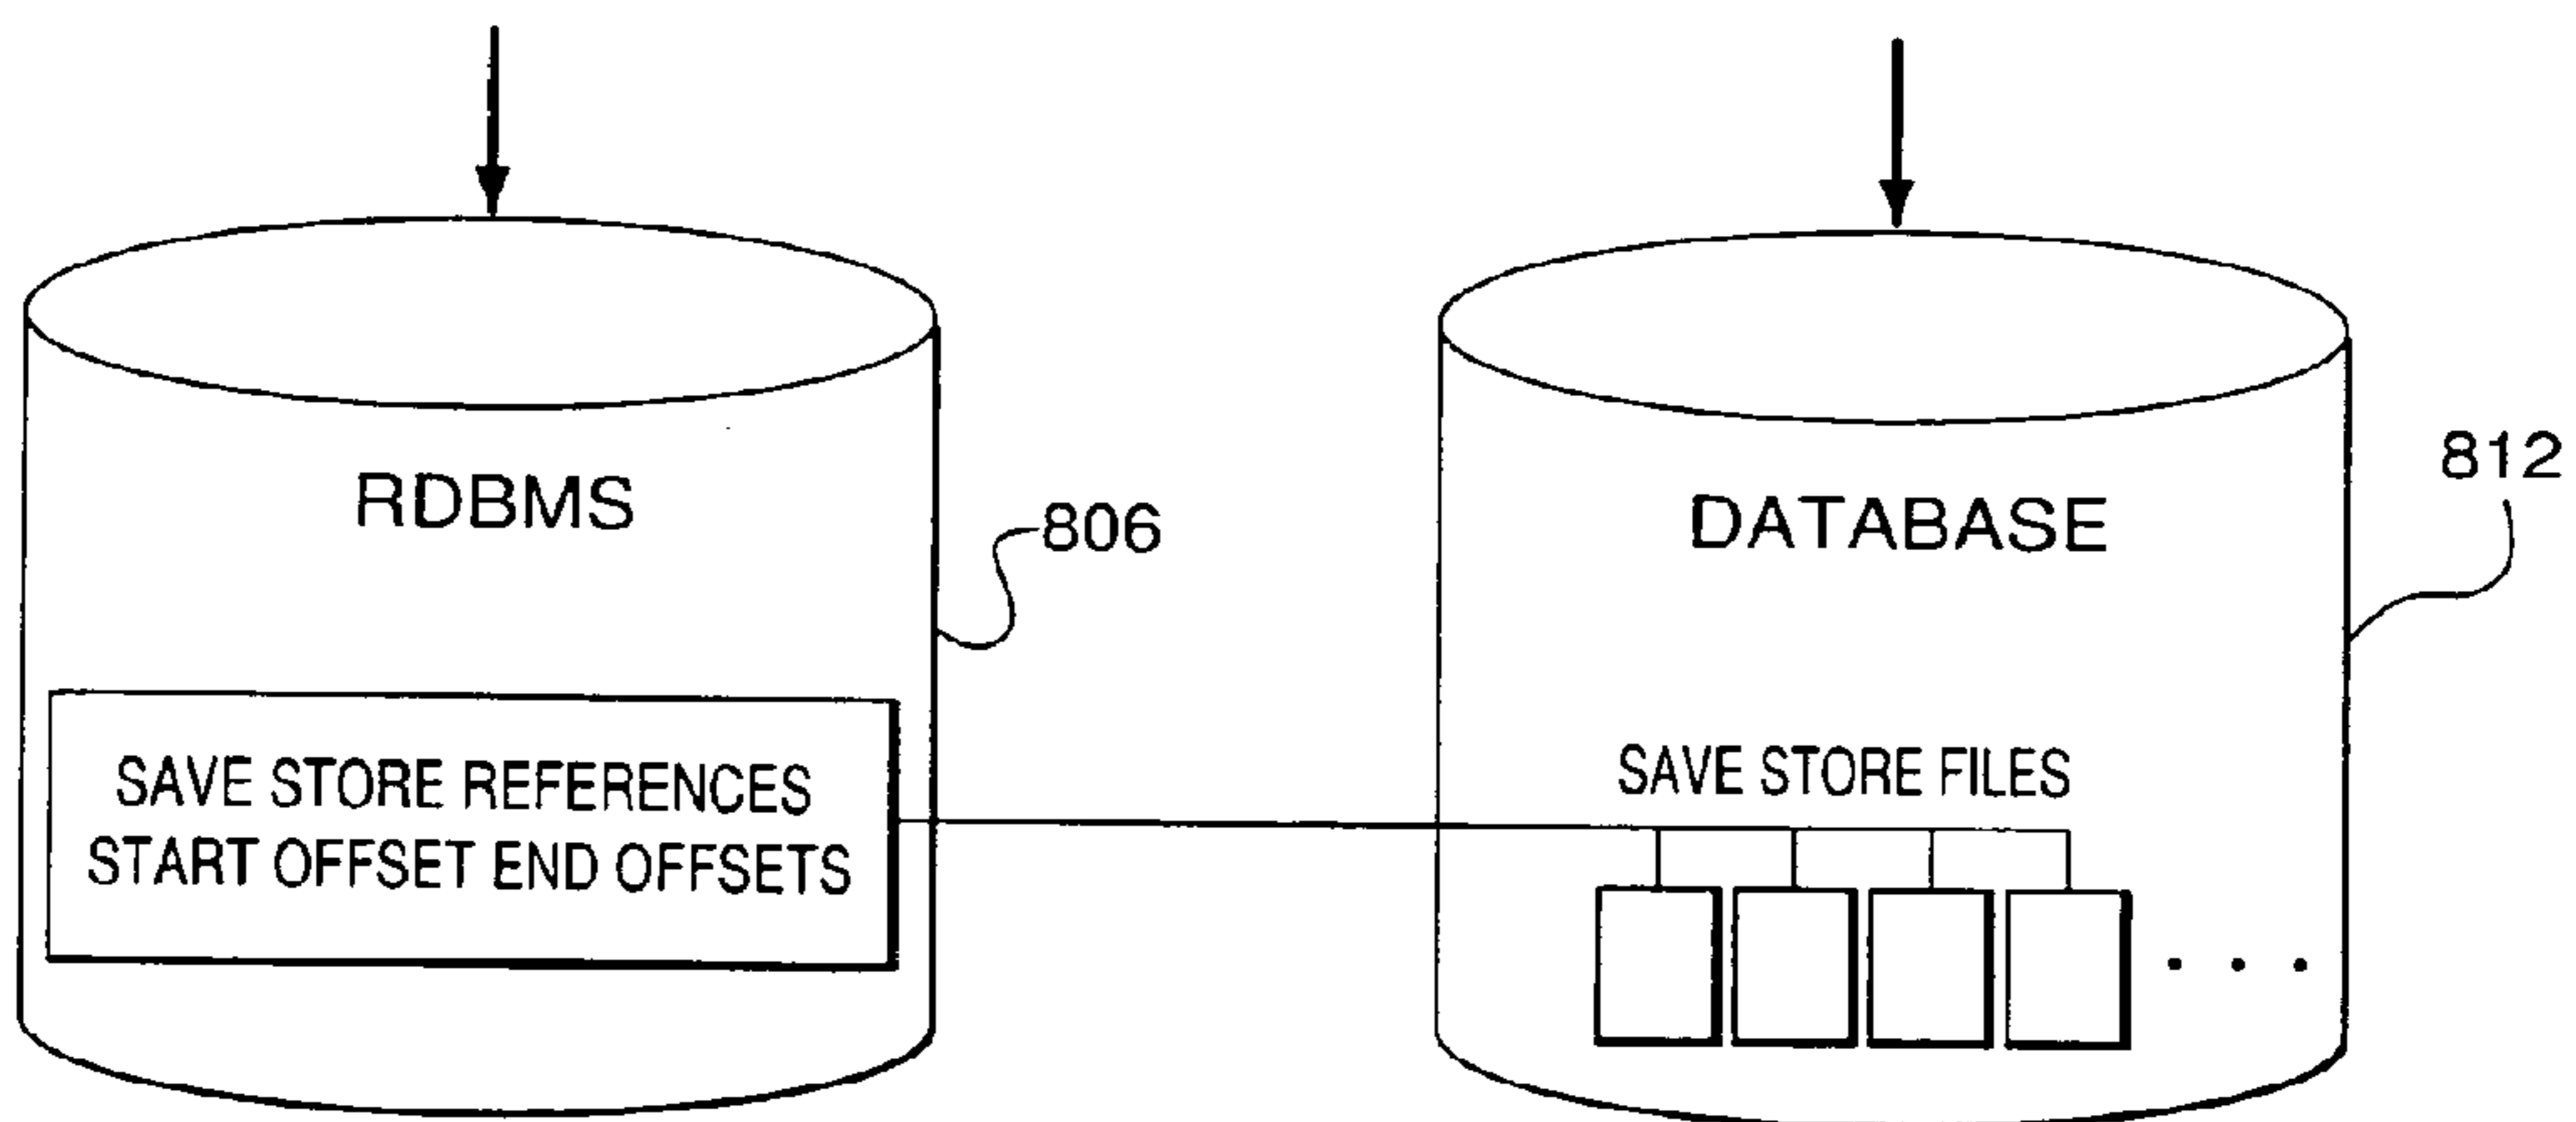 RDBMS
806
SAVE STORE REFERENCES
START OFFSET END OFFSETS
DATABASE
812
SAVE STORE FILES